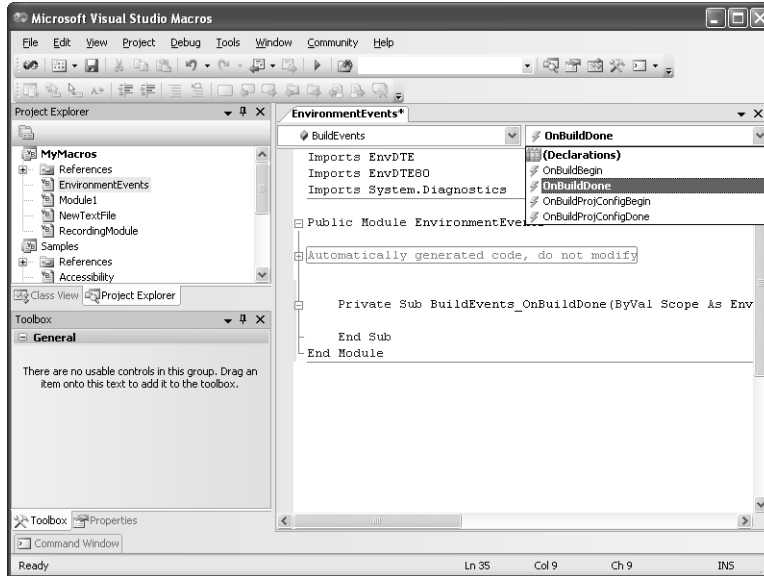 Microsoft Visual Studio Macros
File Edit View Project Debug Tools Window Community Help
Project Explorer
MyMacros
References
EnvironmentEvents
Module1
NewTextFile
RecordingModule
Samples
References
Accessibility
Class View Project Explorer
Toolbox
General
There are no usable controls in this group. Drag an
item onto this text to add it to the toolbox.
Toolbox Properties
Command Window
EnvironmentEvents*
BuildEvents
OnBuildDone
(Declarations)
OnBuildBegin
OnBuildDone
OnBuildProjConfigBegin
OnBuildProjConfigDone
Imports EnvDTE
Imports EnvDTE80
Imports System.Diagnostics
Public Module EnvironmentEvents
Automatically generated code, do not modify
Private Sub BuildEvents_OnBuildDone(ByVal Scope As Env
End Sub
End Module
Ready Ln 35 Col 9 Ch 9 INS